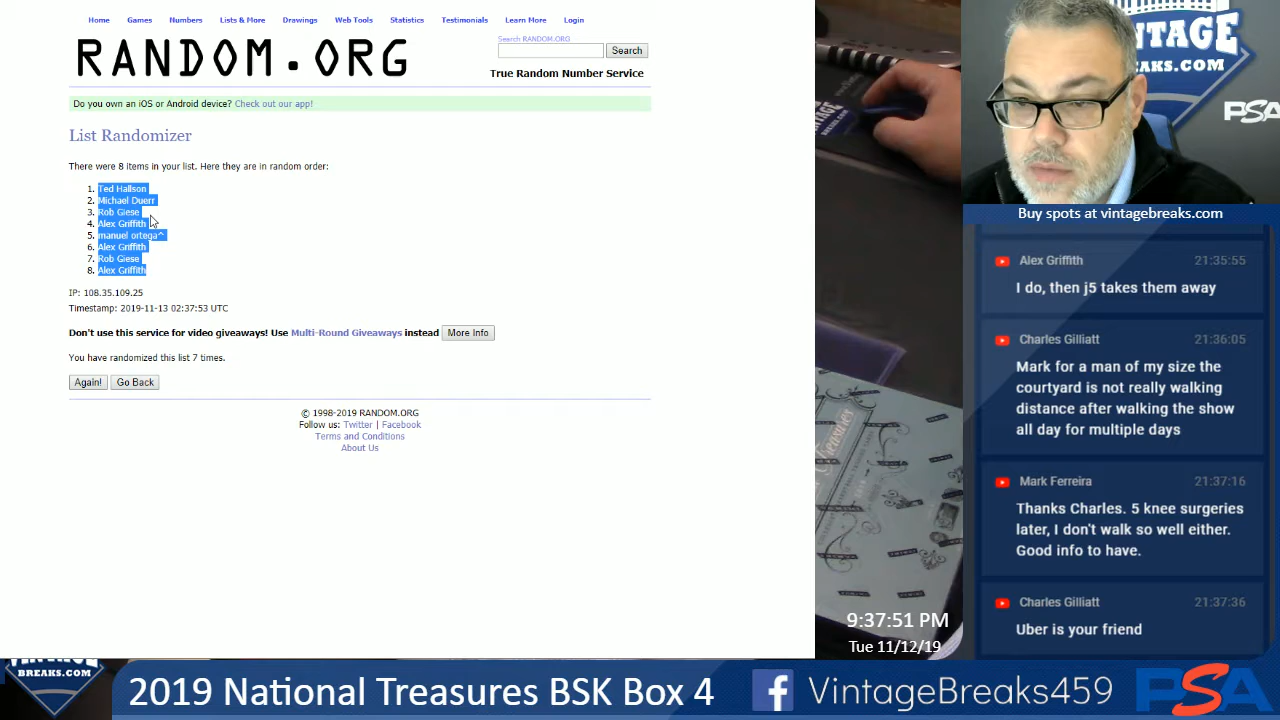 Home Games Numbers Lists & More Drawings Web Tools Statistics Testimonials Learn More Login
RANDOM.ORG
Search RANDOM.ORG
Search
True Random Number Service
Do you own an iOS or Android device? Check out our app!
List Randomizer
There were 8 items in your list. Here they are in random order:
1. Ted Hallson
2. Michael Duerr
3. Rob Giese
4. Alex Griffith
5. manuel ortega^
6. Alex Griffith
7. Rob Giese
8. Alex Griffith
IP: 108.35.109.25
Timestamp: 2019-11-13 02:37:53 UTC
Don't use this service for video giveaways! Use Multi-Round Giveaways instead More Info
You have randomized this list 7 times.
Again! Go Back
© 1998-2019 RANDOM.ORG
Follow us: Twitter | Facebook
Terms and Conditions
About Us
VINTAGE
BREAKS.COM
PSA
Buy spots at vintagebreaks.com
Alex Griffith 21:35:55
I do, then j5 takes them away
Charles Gilliatt 21:36:05
Mark for a man of my size the
courtyard is not really walking
distance after walking the show
all day for multiple days
Mark Ferreira 21:37:16
Thanks Charles. 5 knee surgeries
later, I don't walk so well either.
Good info to have.
Charles Gilliatt 21:37:36
Uber is your friend
9:37:51 PM
Tue 11/12/19
BREAKS.COM
2019 National Treasures BSK Box 4
f VintageBreaks459
PSA